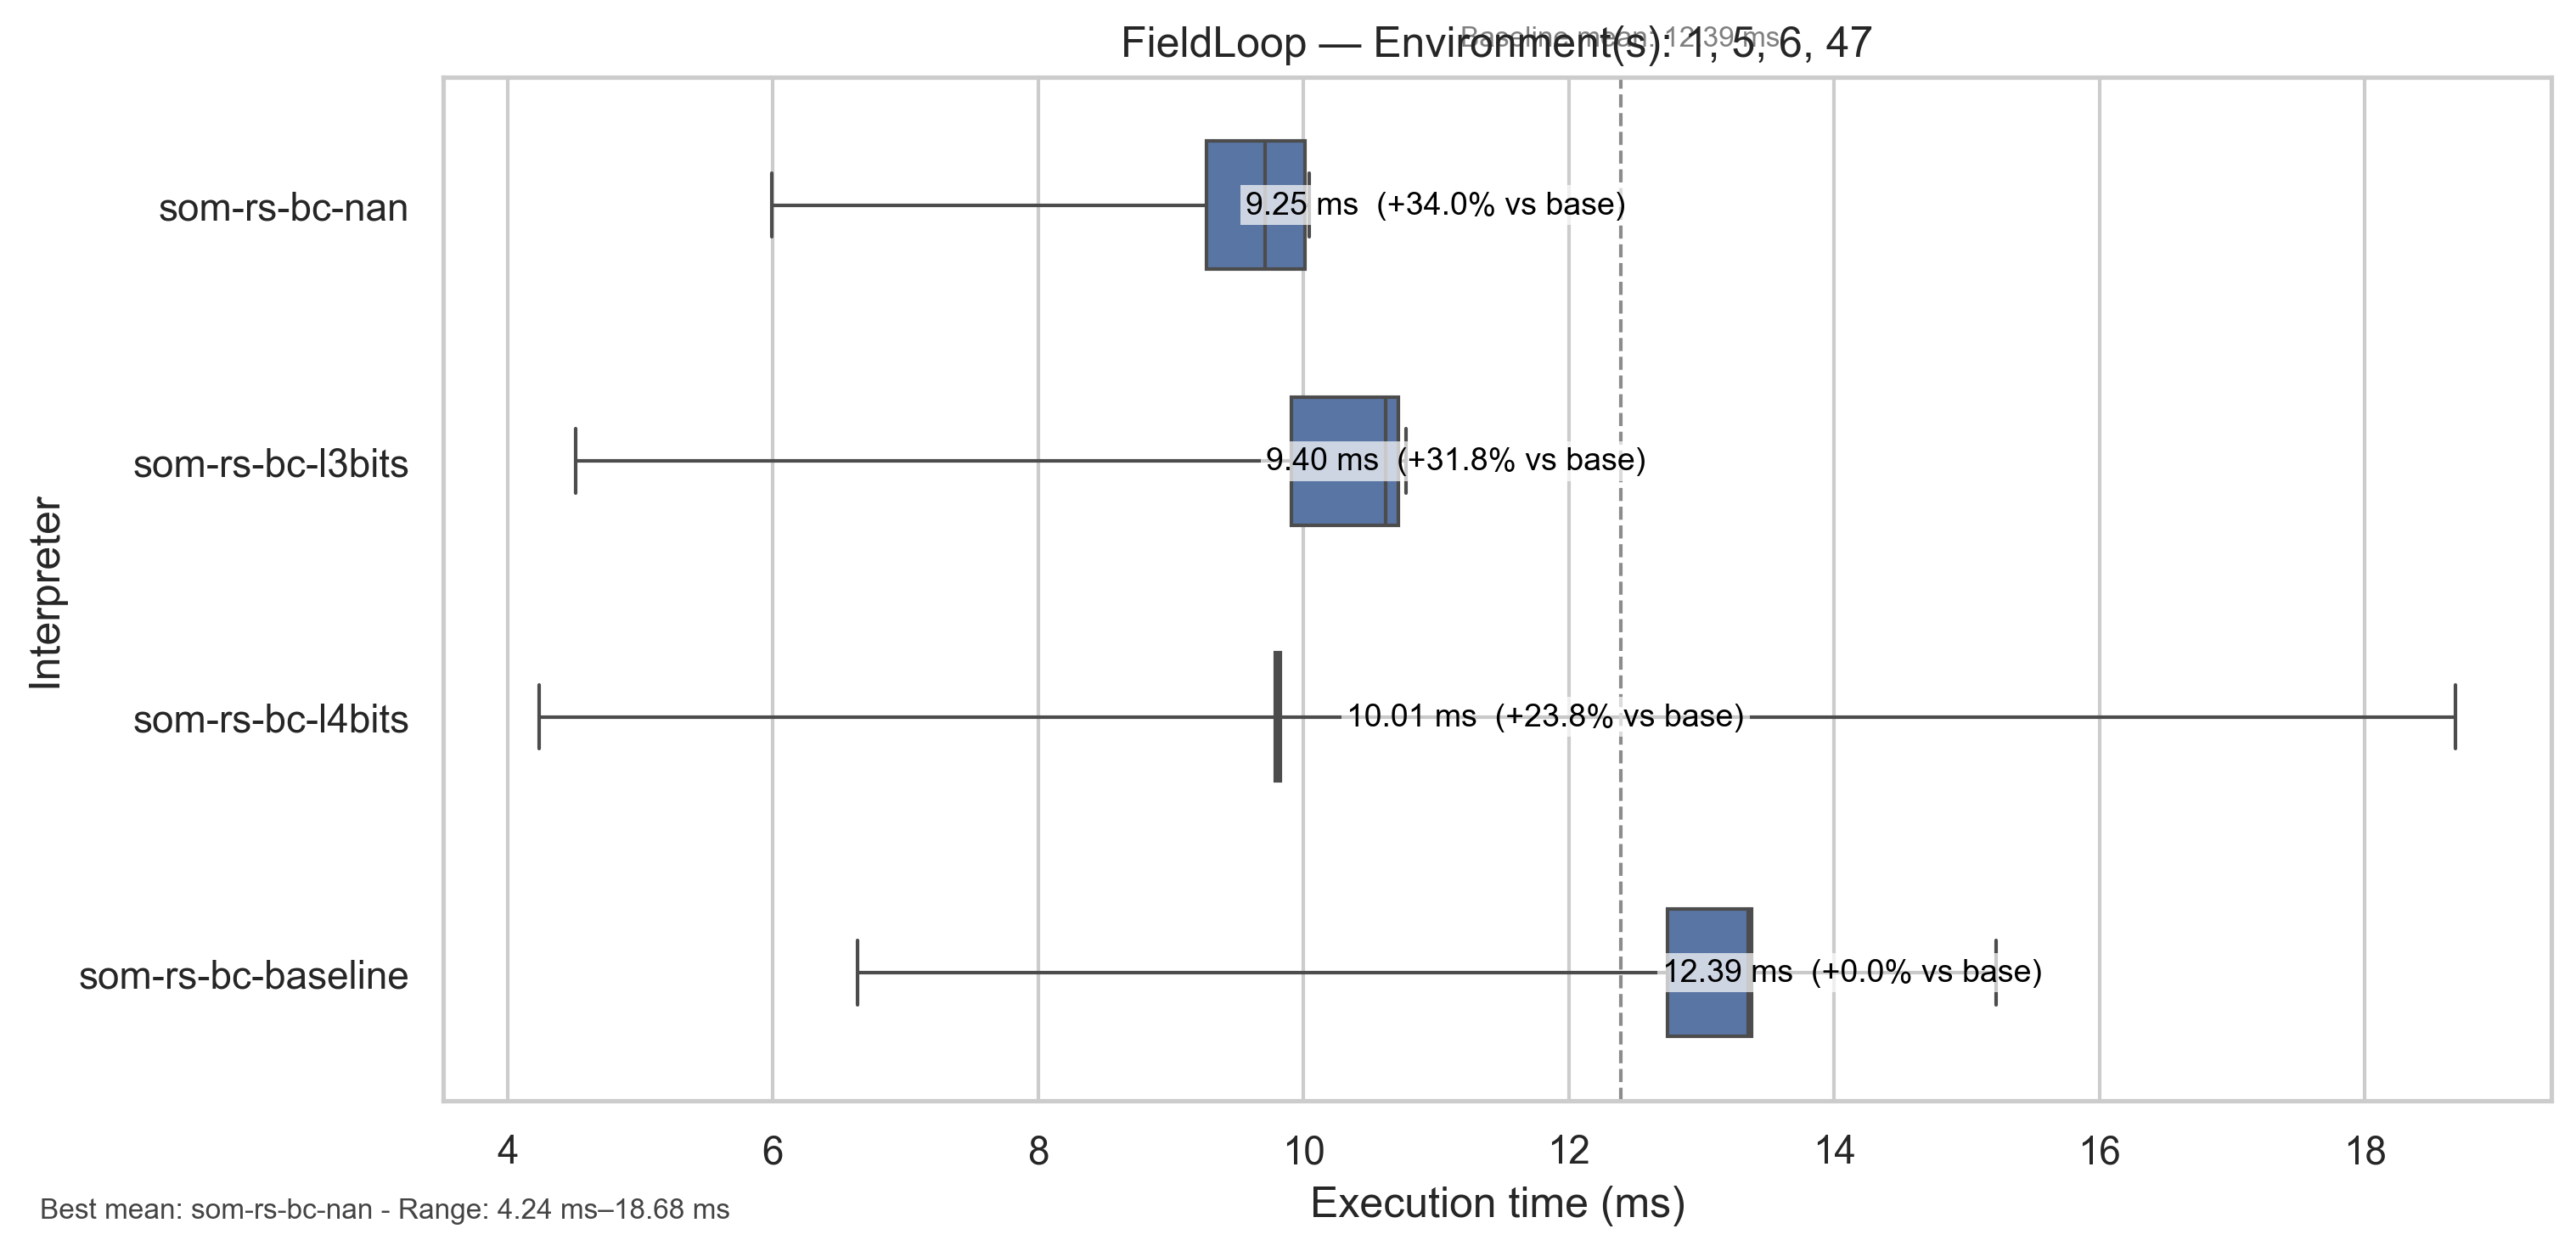 Baseline mean: 12.39 ms
FieldLoop — Environment(s): 1, 5, 6, 47
Interpreter
som-rs-bc-nan
9.25 ms (+34.0% vs base)
som-rs-bc-l3bits
9.40 ms (+31.8% vs base)
som-rs-bc-l4bits
10.01 ms (+23.8% vs base)
som-rs-bc-baseline
12.39 ms (+0.0% vs base)
4 6 8 10 12 14 16 18
Execution time (ms)
Best mean: som-rs-bc-nan - Range: 4.24 ms–18.68 ms